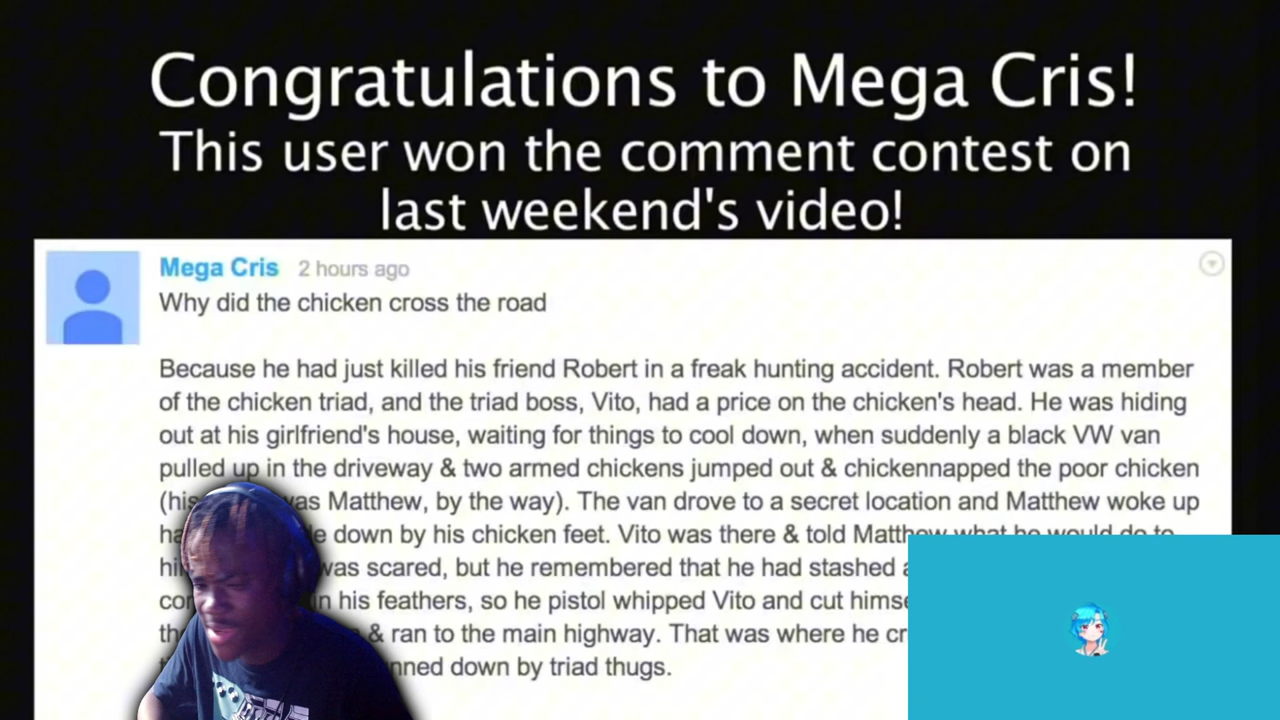 Congratulations to Mega Cris!
This user won the comment contest on
last weekend's video!
Mega Cris 2 hours ago
Why did the chicken cross the road
Because he had just killed his friend Robert in a freak hunting accident. Robert was a member
of the chicken triad, and the triad boss, Vito, had a price on the chicken's head. He was hiding
out at his girlfriend's house, waiting for things to cool down, when suddenly a black VW van
pulled up in the driveway & two armed chickens jumped out & chickennapped the poor chicken
(his was Matthew, by the way). The van drove to a secret location and Matthew woke up
down by his chicken feet. Vito was there & told Matthew what he would do to
was scared, but he remembered that he had stashed
in his feathers, so he pistol whipped Vito and cut
& ran to the main highway. That was where he
down by triad thugs.